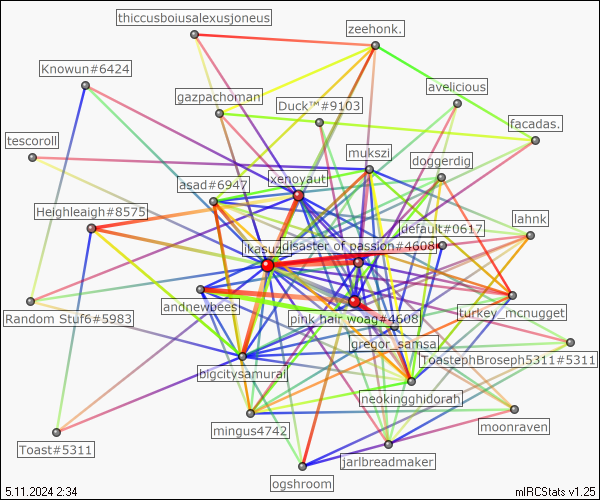 thiccusboiusalexusjoneus
zeehonk.
Knowun#6424
avelicious
gazpachoman
Duck™#9103
facadas.
tescoroll
mukszi
doggerdig
xenoyaut
asad#6947
Heighleaigh#8575
lahnk
default#0617
ikasuz
disaster of passion#4608
andnewbees
turkey_mcnugget
Random Stuf6#5983
pink hair woag#4608
gregor_samsa
ToastephBroseph5311#5311
bigcitysamurai
neokingghidorah
moonraven
mingus4742
Toast#5311
jarlbreadmaker
ogshroom
5.11.2024 2:34
mIRCStats v1.25